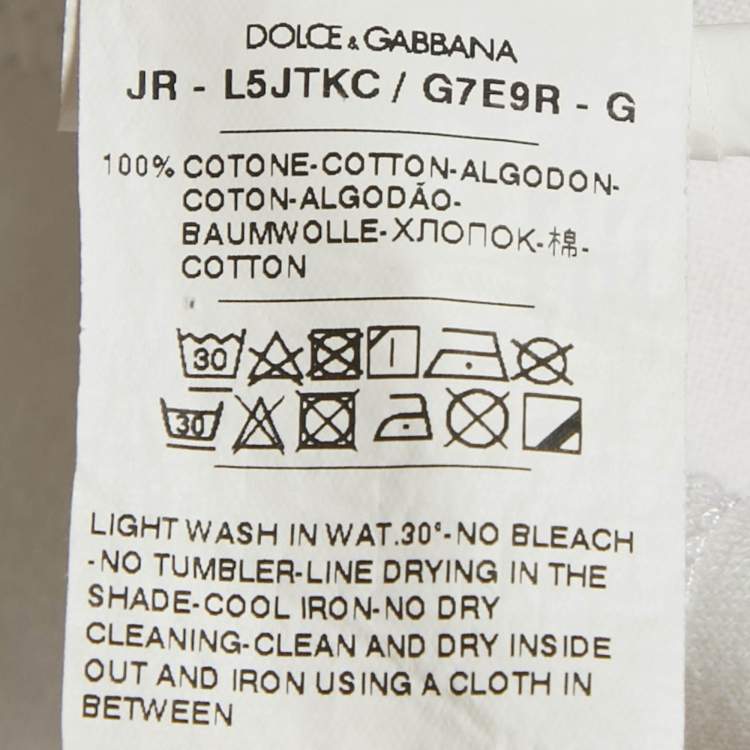 DOLCE & GABBANA
JR - L5JTKC / G7E9R - G
100% COTONE-COTTON-ALGODON-
COTON-ALGODÃO-
BAUMWOLLE-ХЛОПОК-棉-
COTTON
30
30
LIGHT WASH IN WAT.30°-NO BLEACH
-NO TUMBLER-LINE DRYING IN THE
SHADE-COOL IRON-NO DRY
CLEANING-CLEAN AND DRY INSIDE
OUT AND IRON USING A CLOTH IN
BETWEEN